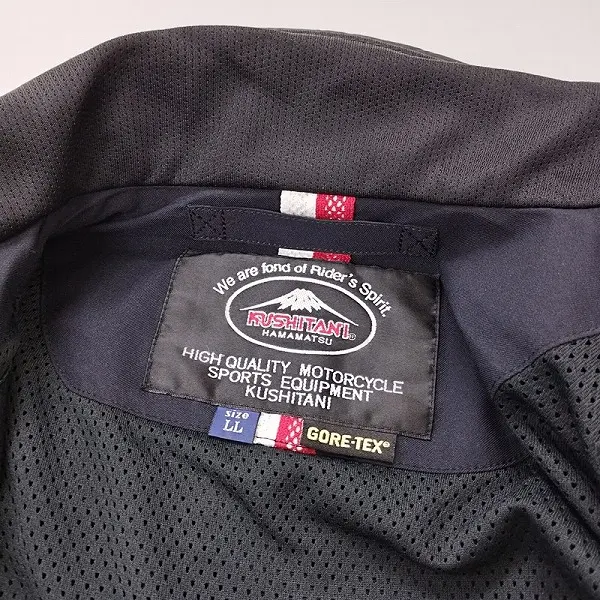 We are fond of Rider's Spirit.
KUSHITANI®
HAMAMATSU
HIGH QUALITY MOTORCYCLE
SPORTS EQUIPMENT
KUSHITANI
SIZE
LL
GORE-TEX®